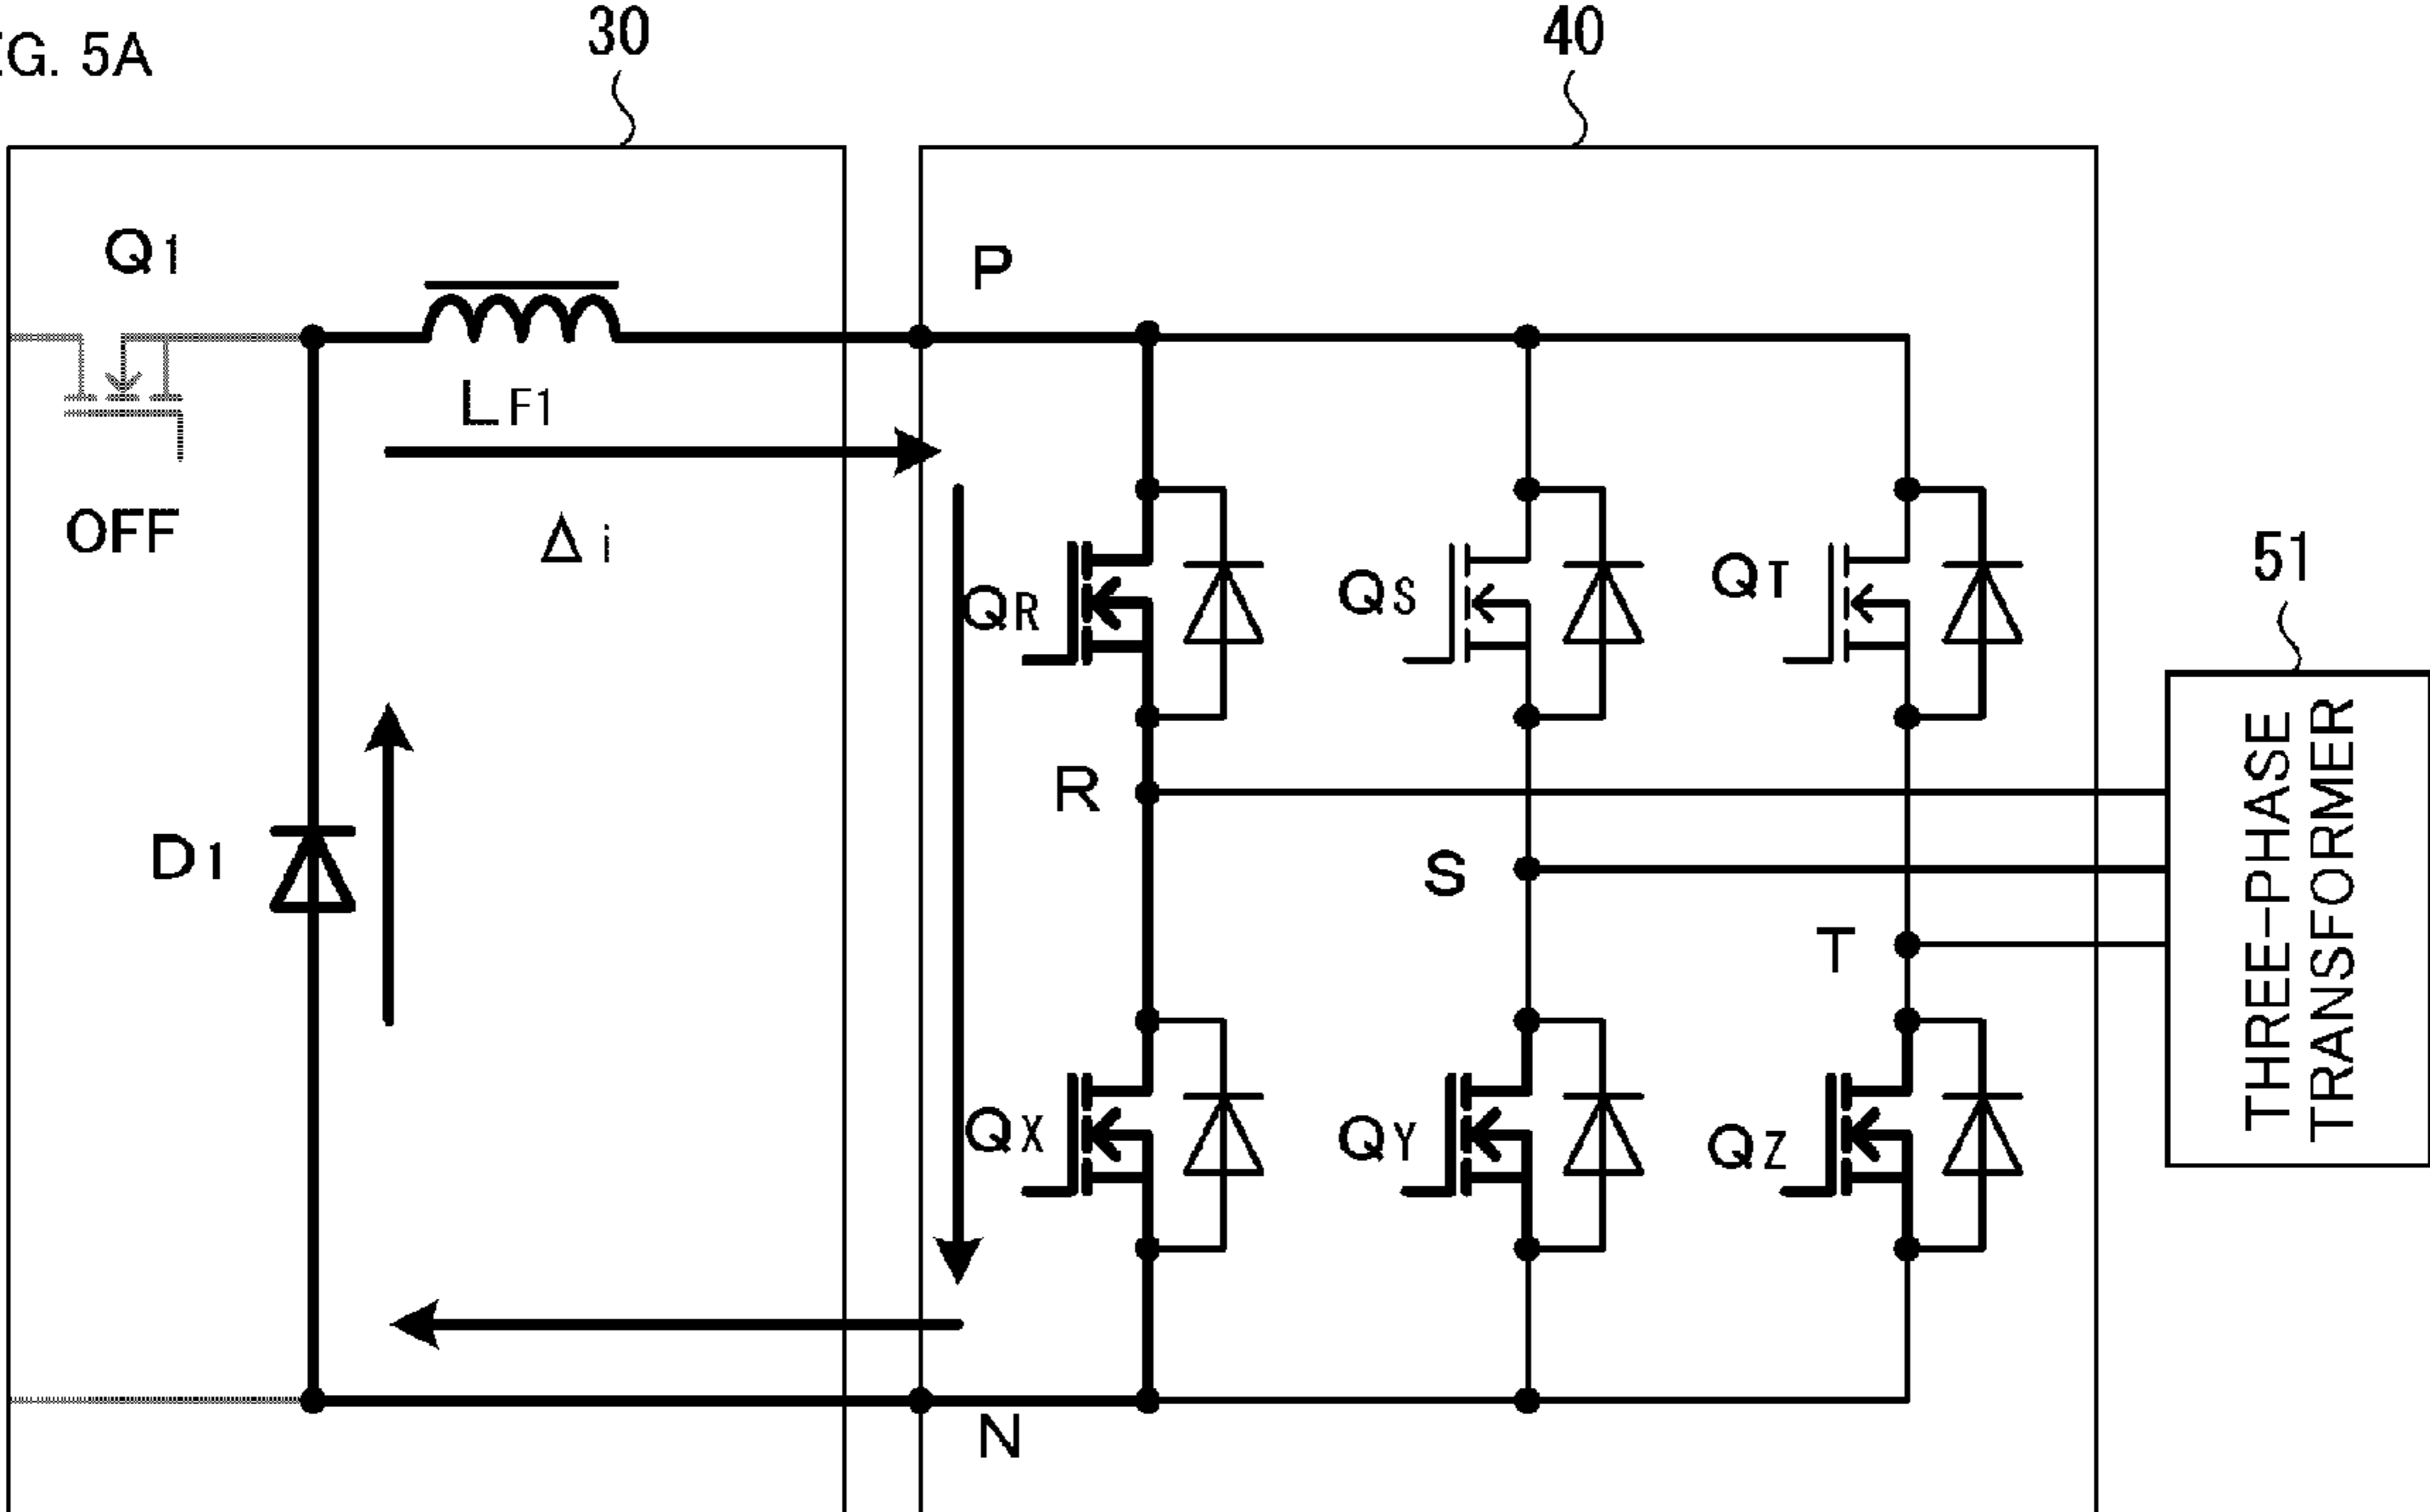 G. 5A
30
40
Q1
P
LF1
OFF
Δi
QR
QS
QT
51
R
D1
S
T
THREE-PHASE
TRANSFORMER
QX
QY
QZ
N